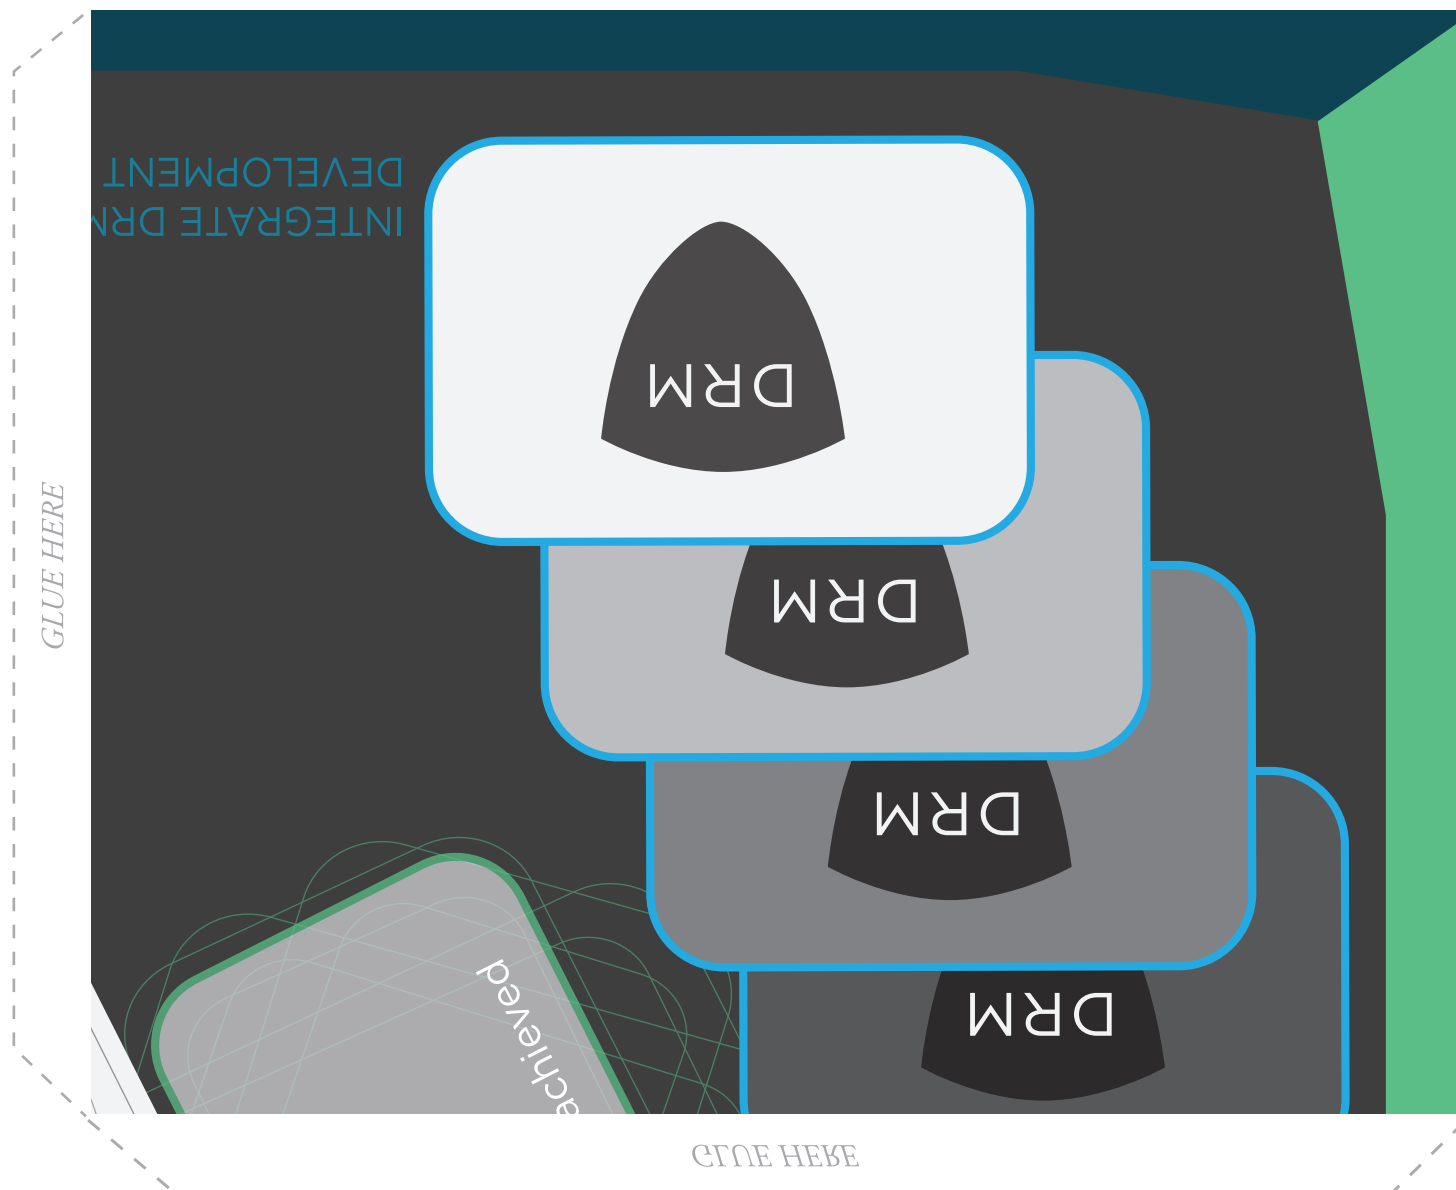 INTEGRATE DRM
DEVELOPMENT
DRM
DRM
DRM
DRM
achieved
GLUE HERE
GLUE HERE